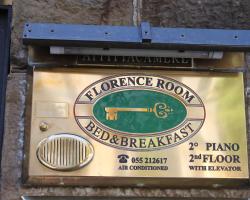 AFFITTACAMERE
FLORENCE ROOM
BED & BREAKFAST
☎ 055 212617
AIR CONDITIONED
2° PIANO
2nd FLOOR
WITH ELEVATOR